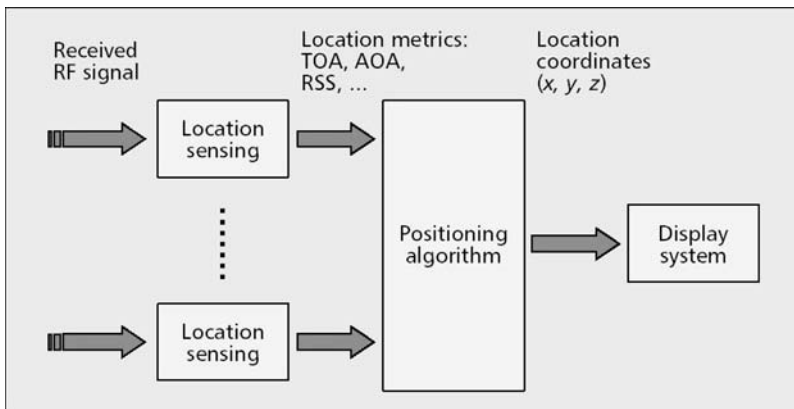 Received
RF signal
Location metrics:
TOA, AOA,
RSS, ...
Location
coordinates
(x, y, z)
Location
sensing
Positioning
algorithm
Display
system
Location
sensing